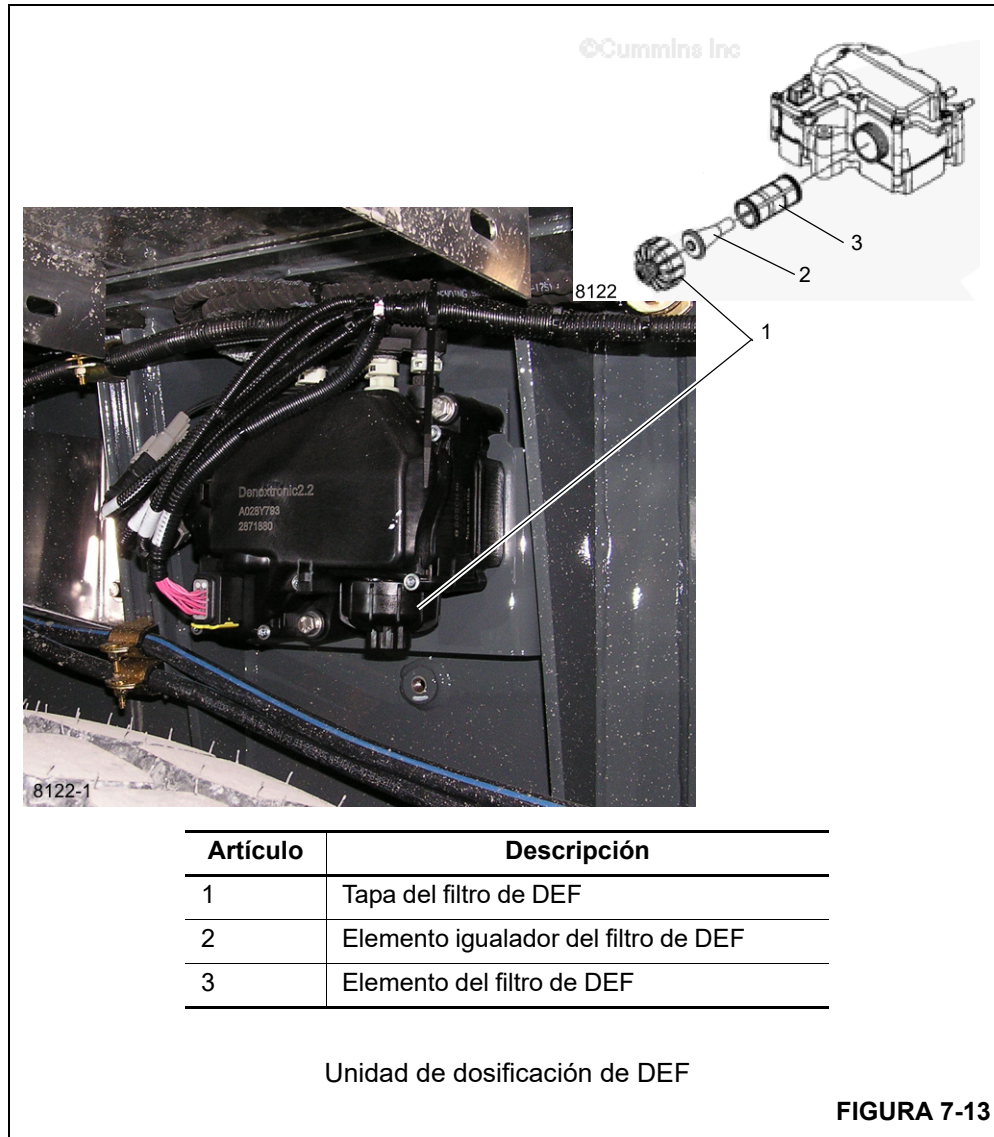 ©Cummins Inc
3
2
8122
1
Denoxtronic2.2
A028Y793
2871880
8122-1
Artículo Descripción
1 Tapa del filtro de DEF
2 Elemento igualador del filtro de DEF
3 Elemento del filtro de DEF
Unidad de dosificación de DEF
FIGURA 7-13